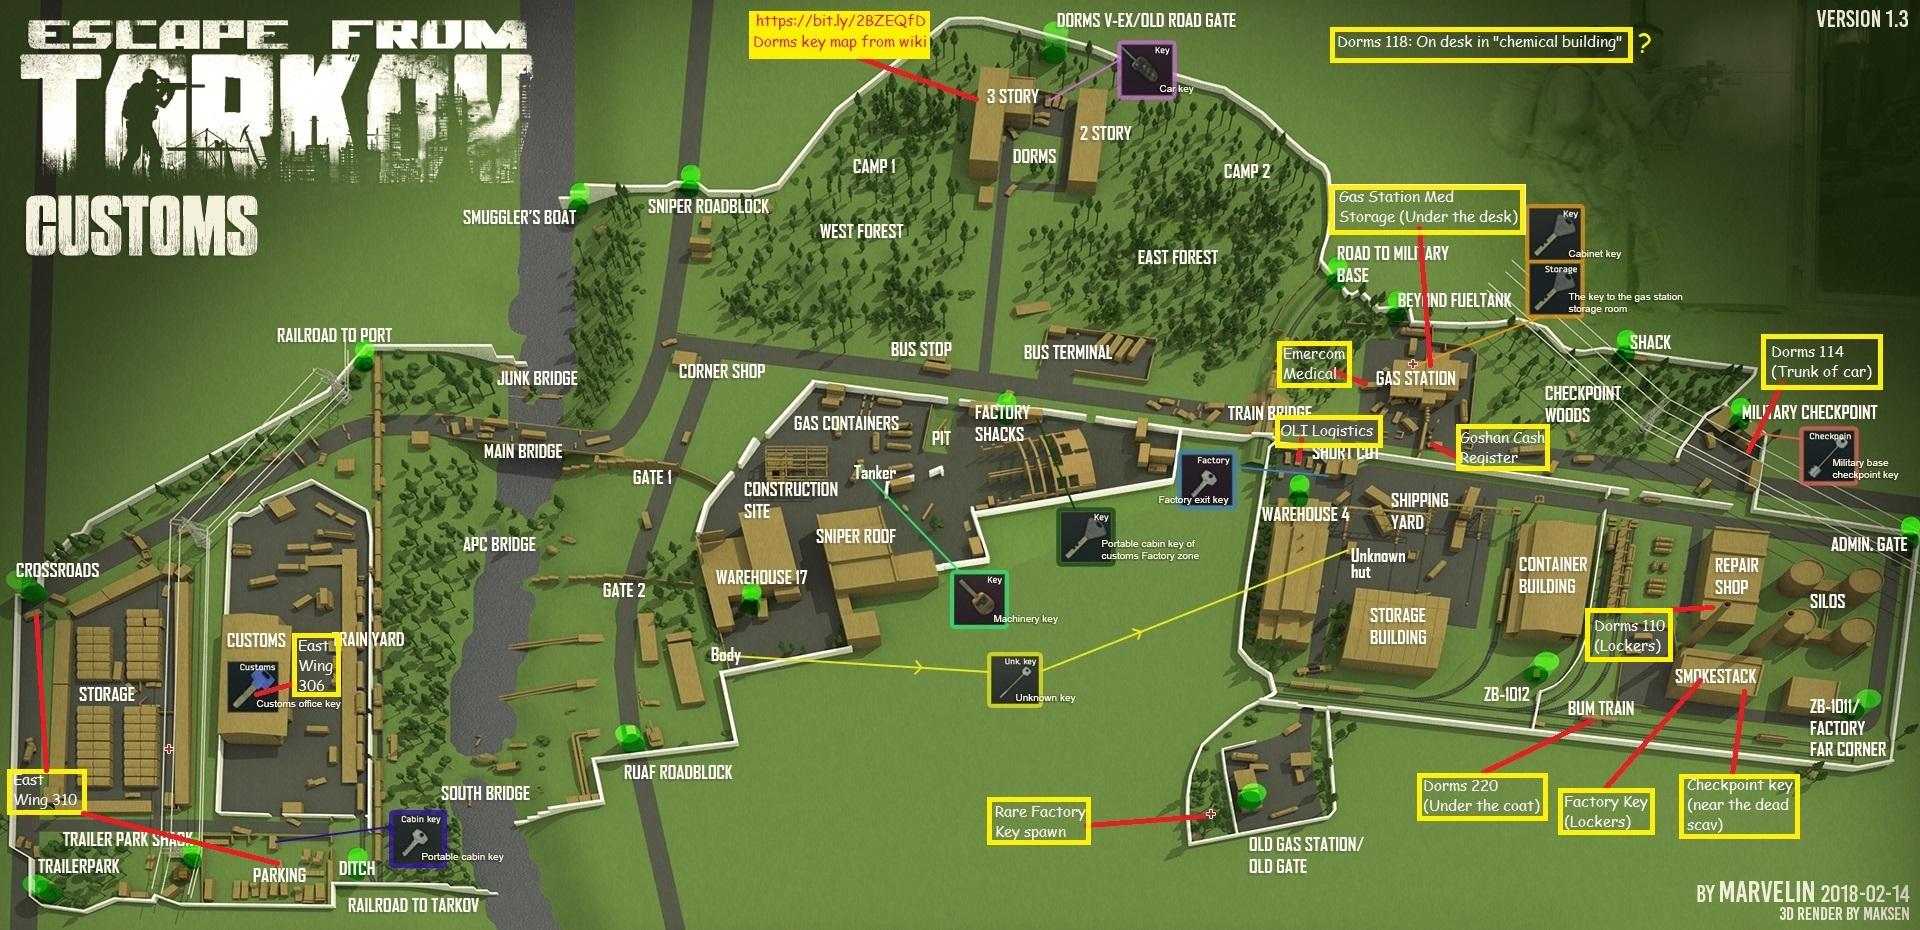 ESCAPE FROM
TARKOV
CUSTOMS
https://bit.ly/2BZEQfD
Dorms key map from wiki
DORMS V-EX/OLD ROAD GATE
Key
Car key
Dorms 118: On desk in "chemical building"
?
VERSION 1.3
3 STORY
2 STORY
DORMS
CAMP 1
CAMP 2
SMUGGLER'S BOAT
SNIPER ROADBLOCK
WEST FOREST
EAST FOREST
Gas Station Med
Storage (Under the desk)
Key
Cabinet key
Storage
The key to the gas station
storage room
ROAD TO MILITARY
BASE
BEYOND FUELTANK
RAILROAD TO PORT
JUNK BRIDGE
CORNER SHOP
BUS STOP
BUS TERMINAL
Emercom
Medical
GAS STATION
SHACK
CHECKPOINT
WOODS
Dorms 114
(Trunk of car)
MILITARY CHECKPOINT
Checkpoin
Military base
checkpoint key
MAIN BRIDGE
GAS CONTAINERS
PIT
FACTORY
SHACKS
TRAIN BRIDGE
OLI Logistics
SHORT CUT
Goshan Cash
Register
GATE 1
Tanker
CONSTRUCTION
SITE
SNIPER ROOF
Factory
Factory exit key
WAREHOUSE 4
SHIPPING
YARD
Key
Portable cabin key of
customs Factory zone
APC BRIDGE
CROSSROADS
GATE 2
WAREHOUSE 17
Key
Machinery key
Unknown
hut
CONTAINER
BUILDING
REPAIR
SHOP
SILOS
ADMIN. GATE
STORAGE
BUILDING
Dorms 110
(Lockers)
CUSTOMS
TRAIN YARD
East
Wing
306
Customs
Customs office key
STORAGE
Body
Unk. key
Unknown key
SMOKESTACK
ZB-1012
BUM TRAIN
ZB-1011/
FACTORY
FAR CORNER
RUAF ROADBLOCK
SOUTH BRIDGE
East
Wing 310
Dorms 220
(Under the coat)
Factory Key
(Lockers)
Checkpoint key
(near the dead
scav)
Rare Factory
Key spawn
OLD GAS STATION/
OLD GATE
TRAILER PARK SHACK
TRAILERPARK
PARKING
DITCH
Cabin key
Portable cabin key
RAILROAD TO TARKOV
BY MARVELIN 2018-02-14
3D RENDER BY MAKSEN